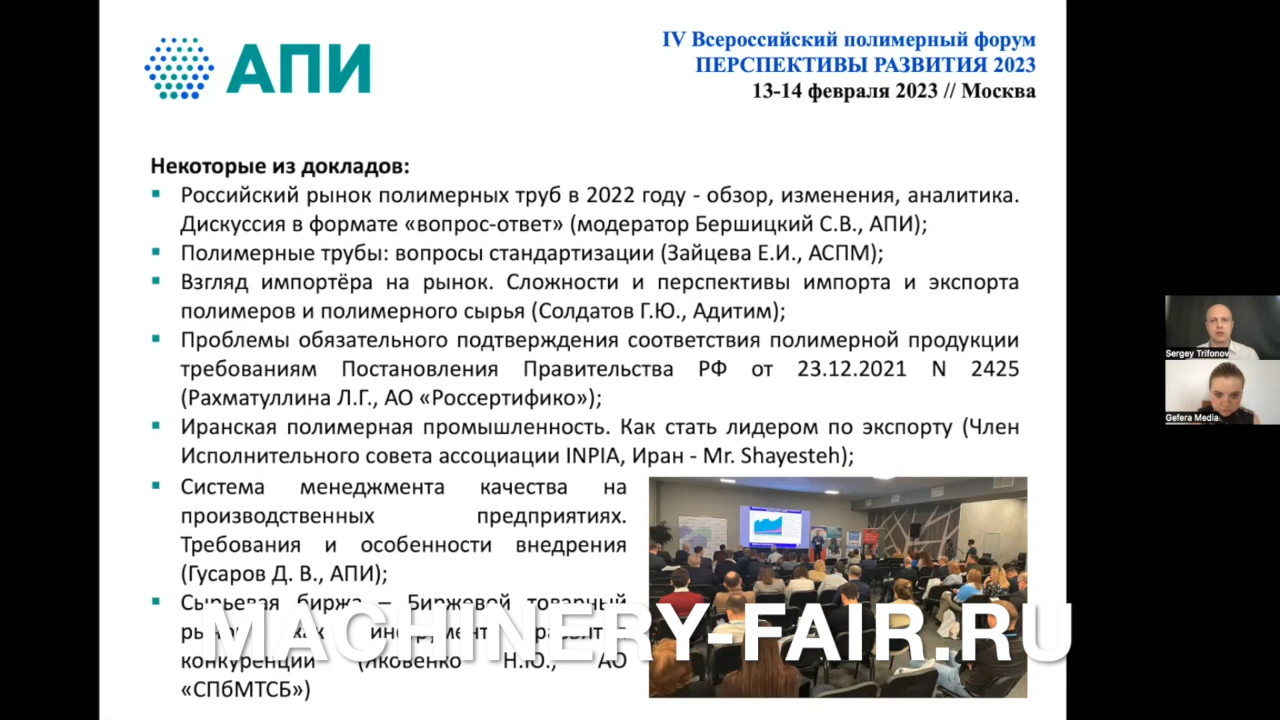 АПИ
IV Всероссийский полимерный форум
ПЕРСПЕКТИВЫ РАЗВИТИЯ 2023
13-14 февраля 2023 // Москва
Некоторые из докладов:
Российский рынок полимерных труб в 2022 году - обзор, изменения, аналитика.
Дискуссия в формате «вопрос-ответ» (модератор Бершицкий С.В., АПИ);
Полимерные трубы: вопросы стандартизации (Зайцева Е.И., АСПМ);
Взгляд импортёра на рынок. Сложности и перспективы импорта и экспорта
полимеров и полимерного сырья (Солдатов Г.Ю., Адитим);
Проблемы обязательного подтверждения соответствия полимерной продукции
требованиям Постановления Правительства РФ от 23.12.2021 N 2425
(Рахматуллина Л.Г., АО «Россертифико»);
Иранская полимерная промышленность. Как стать лидером по экспорту (Член
Исполнительного совета ассоциации INPIA, Иран - Mr. Shayesteh);
Система менеджмента качества на
производственных предприятиях.
Требования и особенности внедрения
(Гусаров Д. В., АПИ);
Сырьевая биржа – Биржевой товарный
как
конкуренции (Яковенко Н.Ю., АО
«СПбМТСБ»)
MACHINERY-FAIR.RU
Sergey Trifonov
Gefera Media